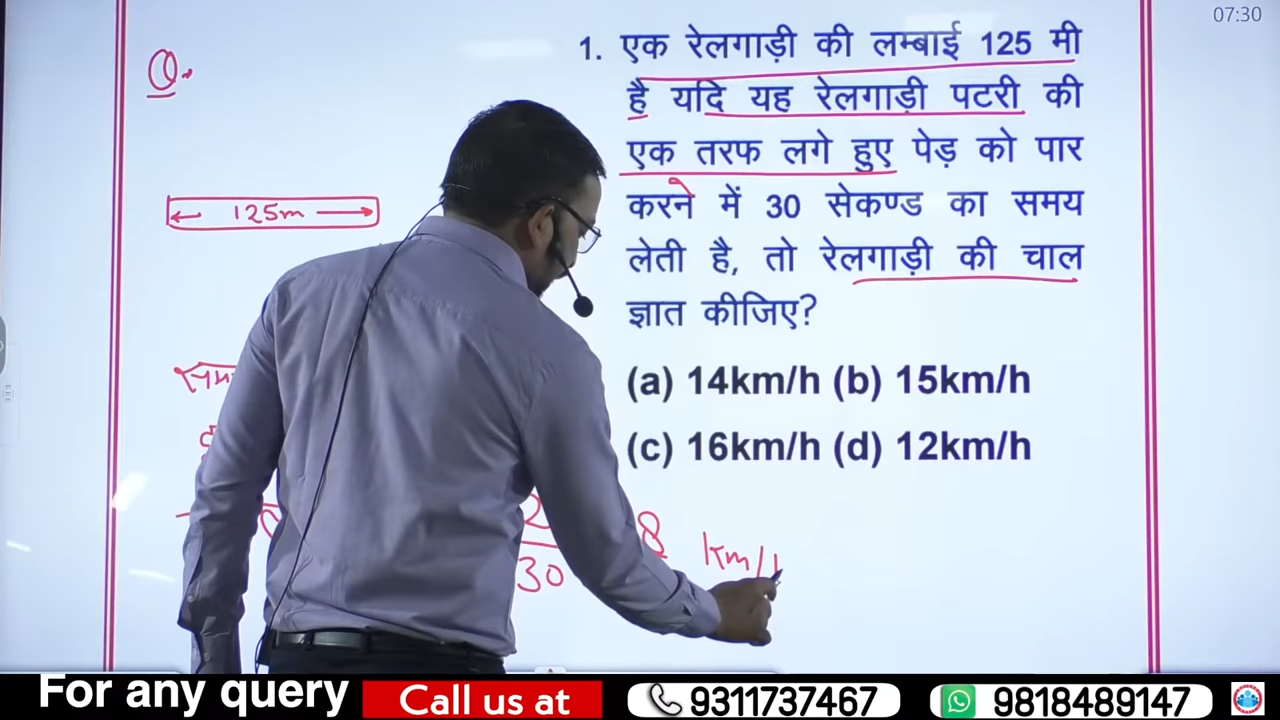 07:30
Q.
1. एक रेलगाड़ी की लम्बाई 125 मी
है यदि यह रेलगाड़ी पटरी की
एक तरफ लगे हुए पेड़ को पार
करने में 30 सेकण्ड का समय
लेती है, तो रेलगाड़ी की चाल
ज्ञात कीजिए?
125m
(a) 14km/h (b) 15km/h
(c) 16km/h (d) 12km/h
30
km/
For any query
Call us at
9311737467
9818489147